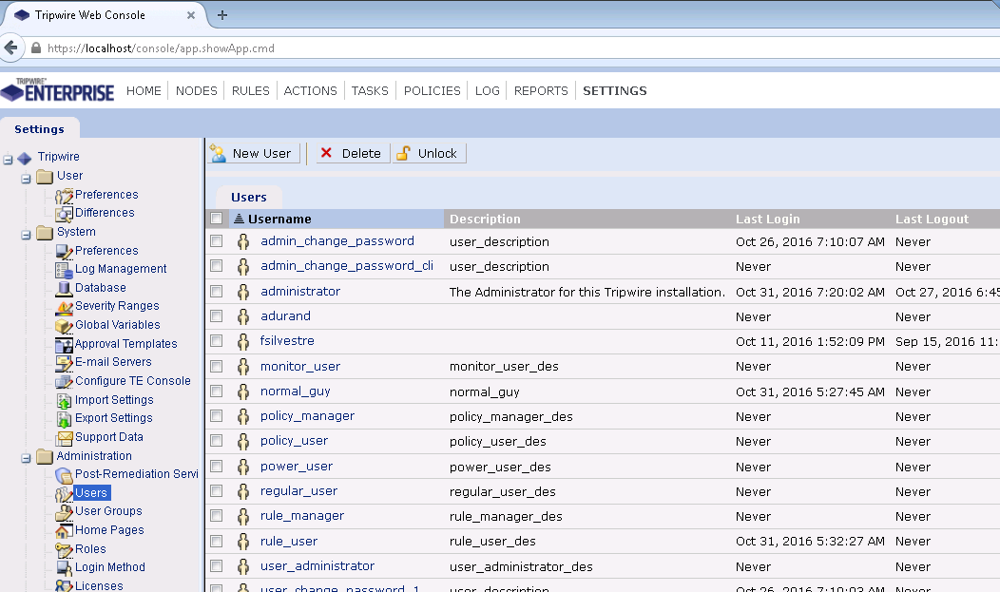 Tripwire Web Console
https://localhost/console/app.showApp.cmd
TRIPWIRE ENTERPRISE HOME NODES RULES ACTIONS TASKS POLICIES LOG REPORTS SETTINGS
Settings
Tripwire
User
Preferences
Differences
System
Preferences
Log Management
Database
Severity Ranges
Global Variables
Approval Templates
E-mail Servers
Configure TE Console
Import Settings
Export Settings
Support Data
Administration
Post-Remediation Servi
Users
User Groups
Home Pages
Roles
Login Method
Licenses
New User Delete Unlock
Users
Username Description Last Login Last Logout
admin_change_password user_description Oct 26, 2016 7:10:07 AM Never
admin_change_password_cli user_description Never Never
administrator The Administrator for this Tripwire installation. Oct 31, 2016 7:20:02 AM Oct 27, 2016 6:45
adurand Never Never
fsilvestre Oct 11, 2016 1:52:09 PM Sep 15, 2016 11:
monitor_user monitor_user_des Never Never
normal_guy normal_guy Oct 31, 2016 5:27:45 AM Never
policy_manager policy_manager_des Never Never
policy_user policy_user_des Never Never
power_user power_user_des Never Never
regular_user regular_user_des Never Never
rule_manager rule_manager_des Never Never
rule_user rule_user_des Oct 31, 2016 5:32:27 AM Never
user_administrator user_administrator_des Never Never
user_change_password_1 user_description Oct 26, 2016 7:10:03 AM Never